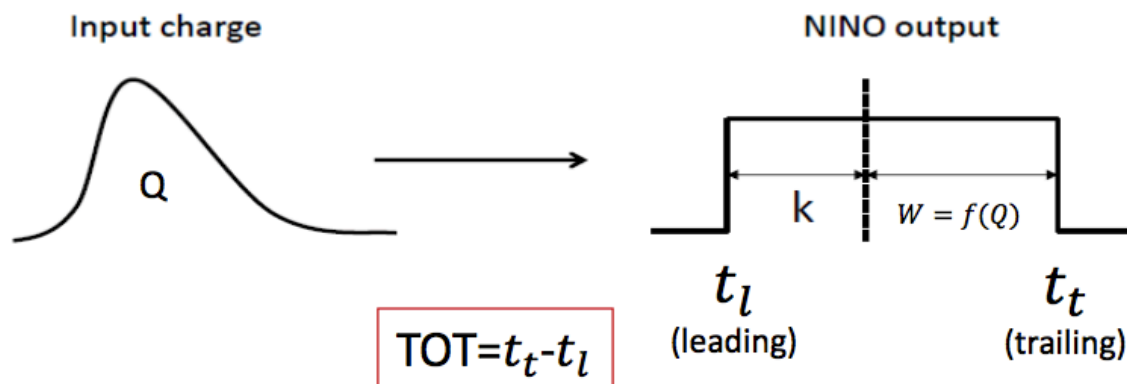 Input charge
NINO output
Q
k
W = f(Q)
t_l
t_t
(leading)
(trailing)
TOT=t_t-t_l